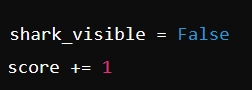 shark_visible = False
score += 1